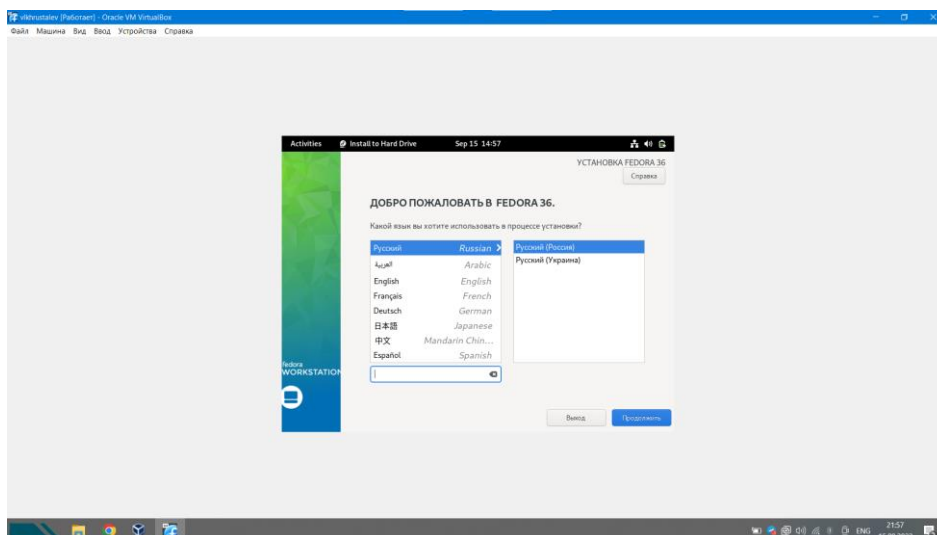 vlkhrustalev [Работает] - Oracle VM VirtualBox
Файл Машина Вид Ввод Устройства Справка
Activities Install to Hard Drive Sep 15 14:57
УСТАНОВКА FEDORA 36
Справка
ДОБРО ПОЖАЛОВАТЬ В FEDORA 36.
Какой язык вы хотите использовать в процессе установки?
Русский Russian
العربية Arabic
English English
Français French
Deutsch German
日本語 Japanese
中文 Mandarin Chin...
Español Spanish
Русский (Россия)
Русский (Украина)
fedora
WORKSTATION
Выход
Продолжить
ENG
21:57